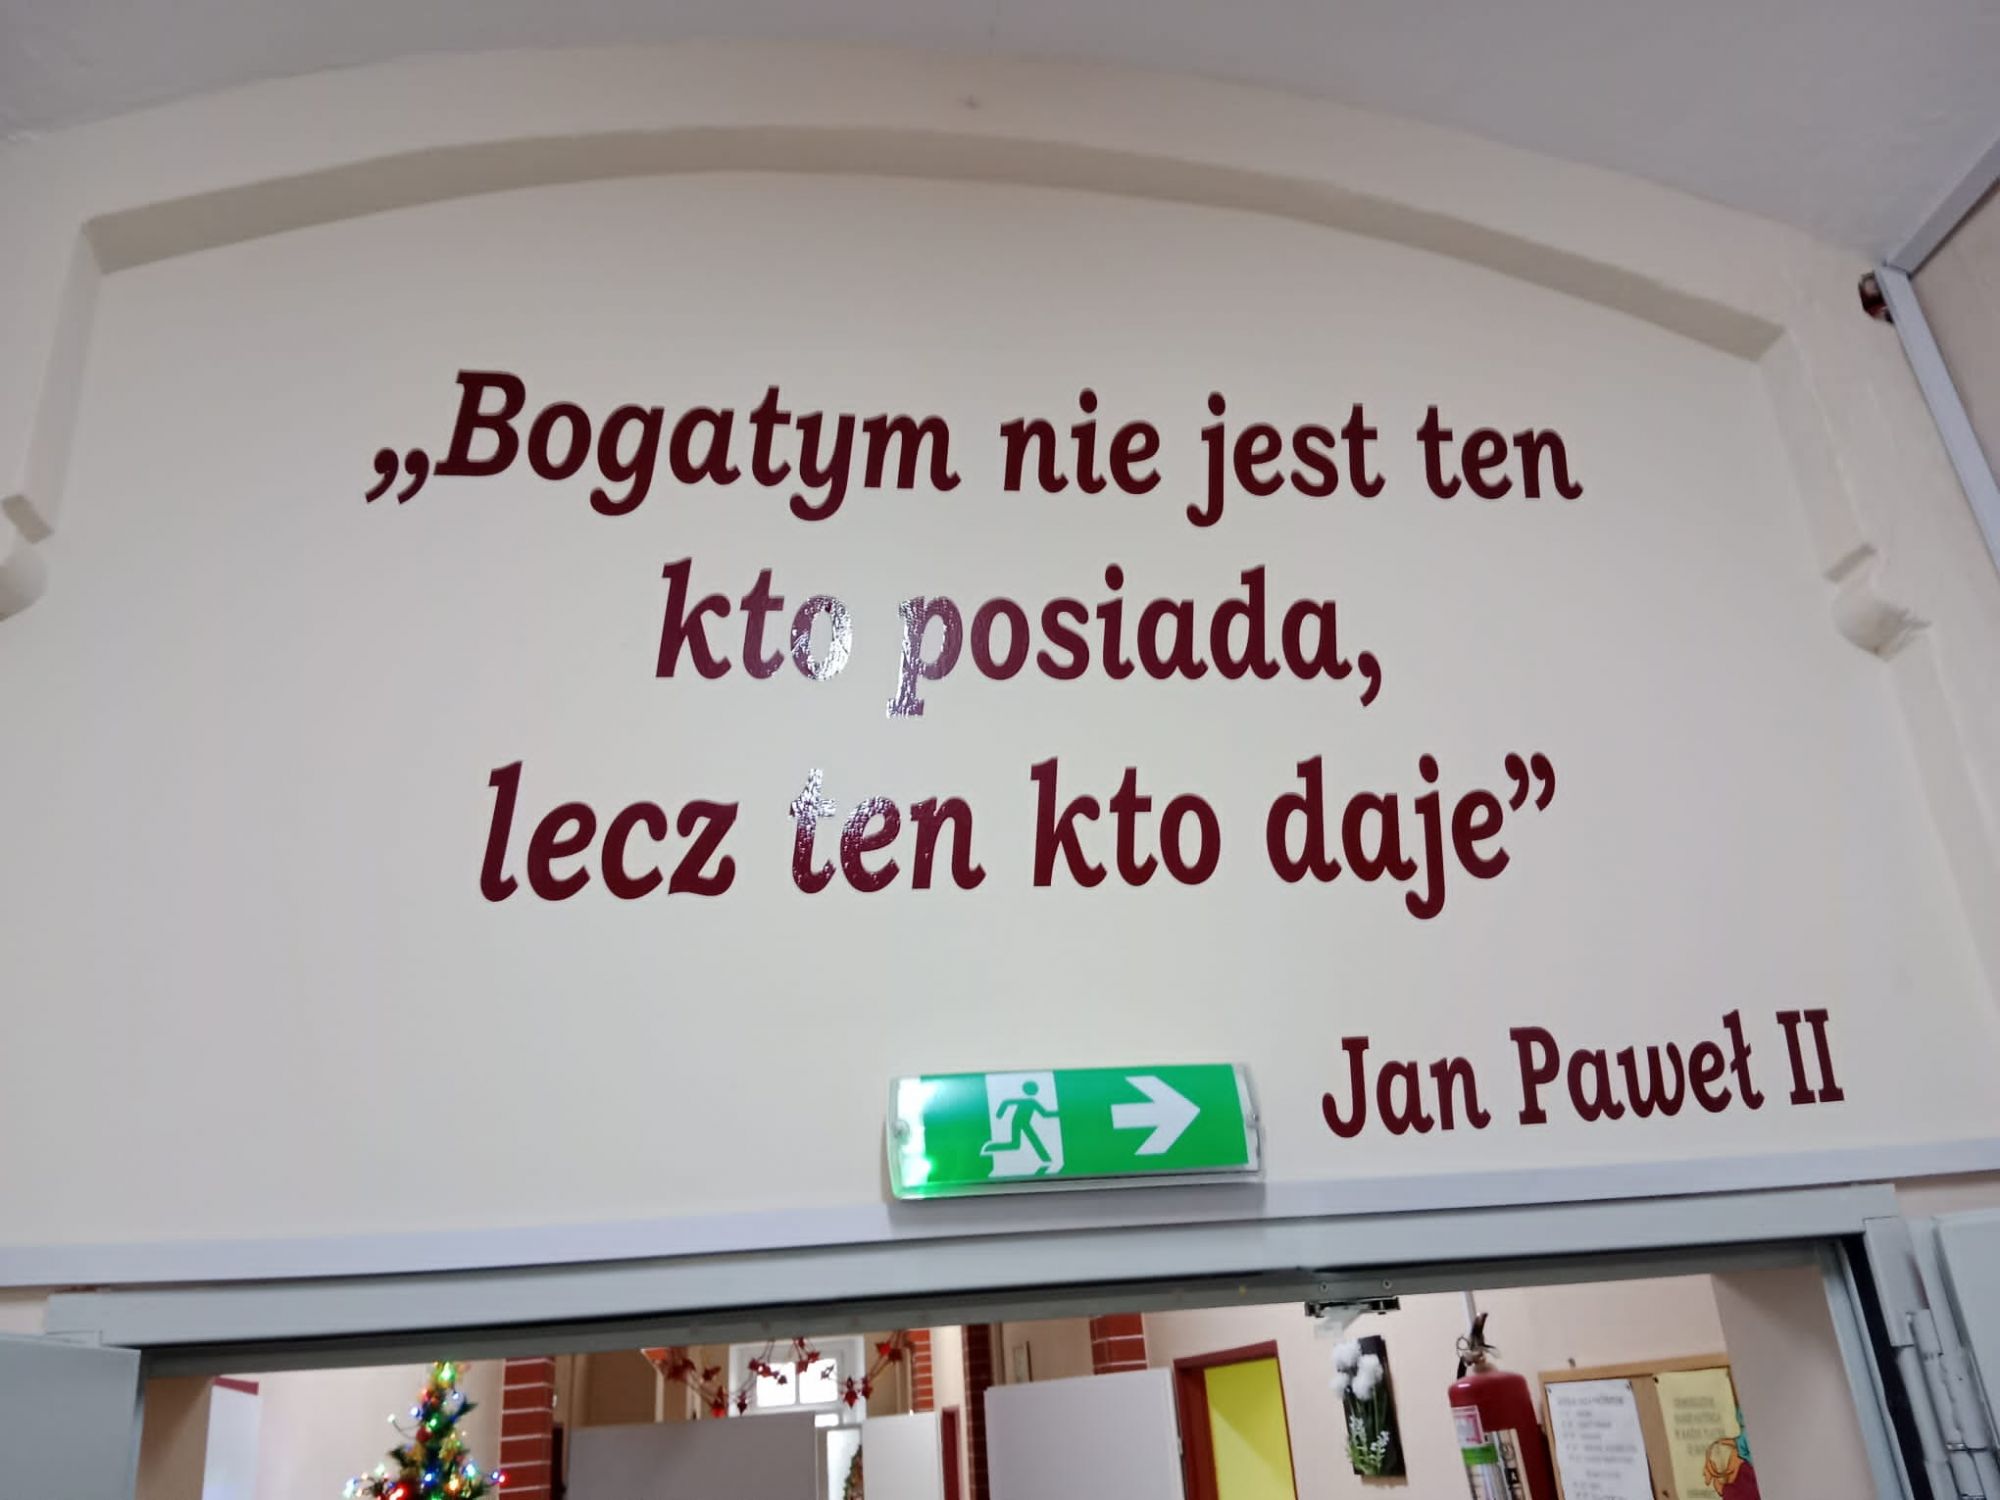 „Bogatym nie jest ten
kto posiada,
lecz ten kto daje”
Jan Paweł II